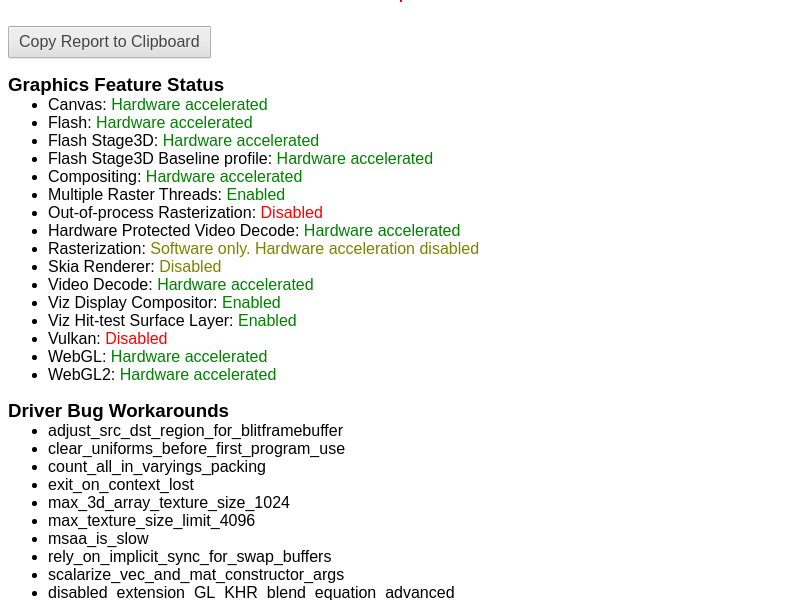 Copy Report to Clipboard
Graphics Feature Status
Canvas: Hardware accelerated
Flash: Hardware accelerated
Flash Stage3D: Hardware accelerated
Flash Stage3D Baseline profile: Hardware accelerated
Compositing: Hardware accelerated
Multiple Raster Threads: Enabled
Out-of-process Rasterization: Disabled
Hardware Protected Video Decode: Hardware accelerated
Rasterization: Software only. Hardware acceleration disabled
Skia Renderer: Disabled
Video Decode: Hardware accelerated
Viz Display Compositor: Enabled
Viz Hit-test Surface Layer: Enabled
Vulkan: Disabled
WebGL: Hardware accelerated
WebGL2: Hardware accelerated
Driver Bug Workarounds
adjust_src_dst_region_for_blitframebuffer
clear_uniforms_before_first_program_use
count_all_in_varyings_packing
exit_on_context_lost
max_3d_array_texture_size_1024
max_texture_size_limit_4096
msaa_is_slow
rely_on_implicit_sync_for_swap_buffers
scalarize_vec_and_mat_constructor_args
disabled_extension_GL_KHR_blend_equation_advanced